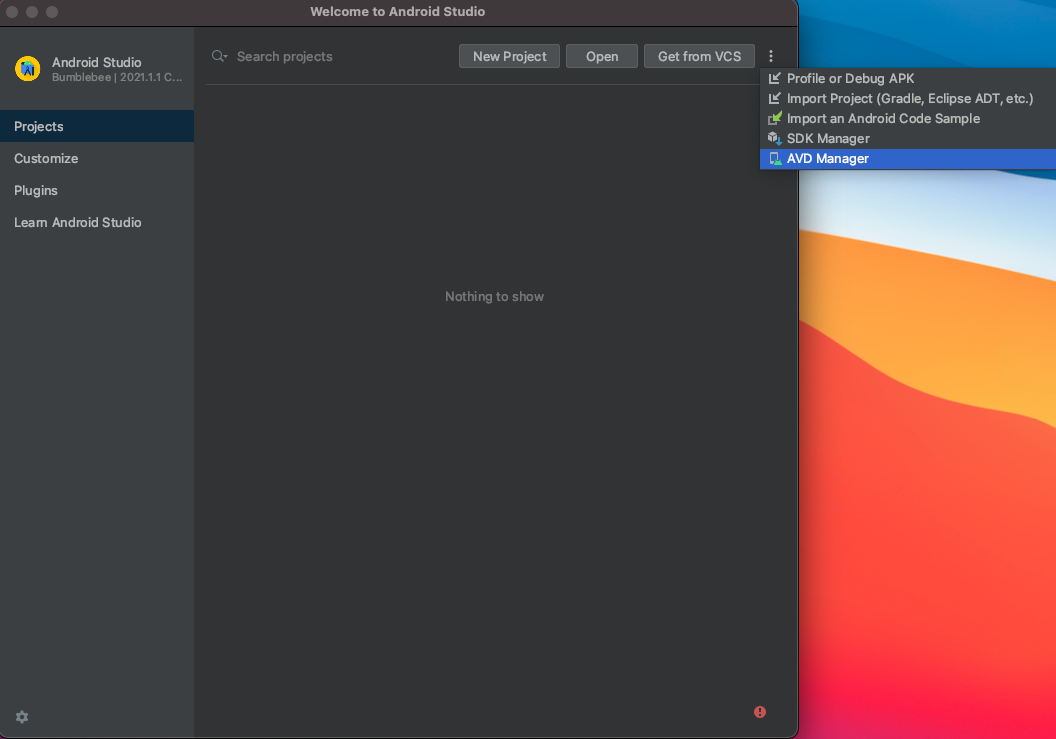 Welcome to Android Studio
Android Studio
Bumblebee | 2021.1.1 C...
Search projects
New Project
Open
Get from VCS
Profile or Debug APK
Import Project (Gradle, Eclipse ADT, etc.)
Import an Android Code Sample
SDK Manager
AVD Manager
Projects
Customize
Plugins
Learn Android Studio
Nothing to show